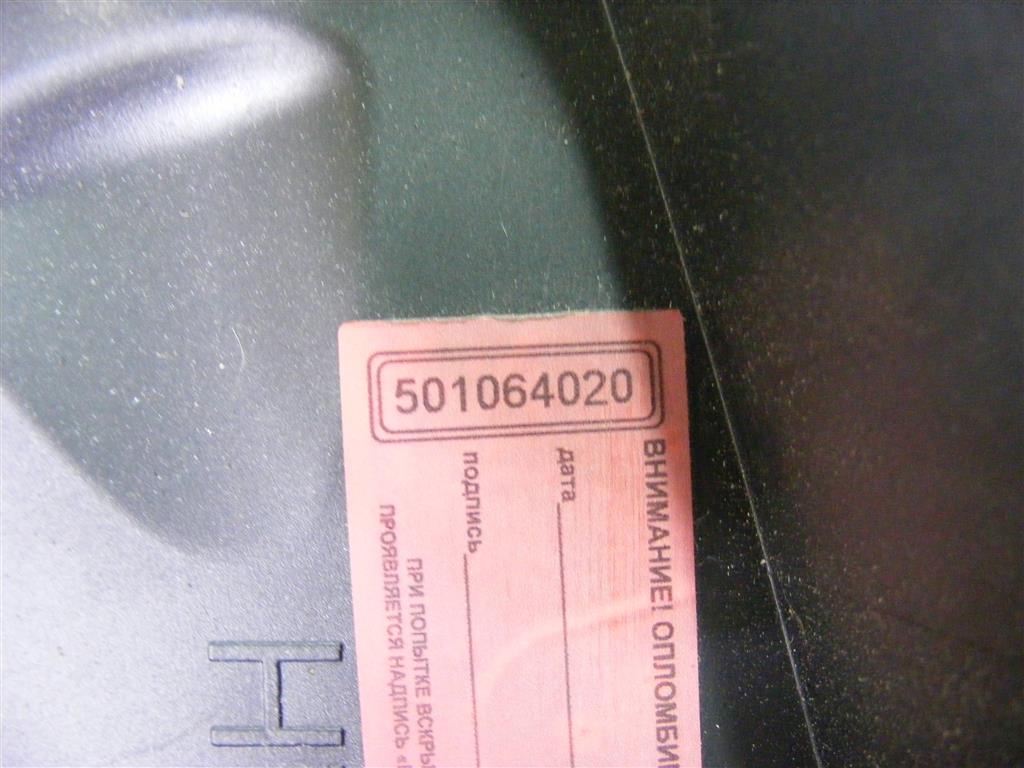 501064020
ВНИМАНИЕ! ОПЛОМБИ
дата
подпись
ПРИ ПОПЫТКЕ ВСКРЫ
ПРОЯВЛЯЕТСЯ НАДПИСЬ «
H